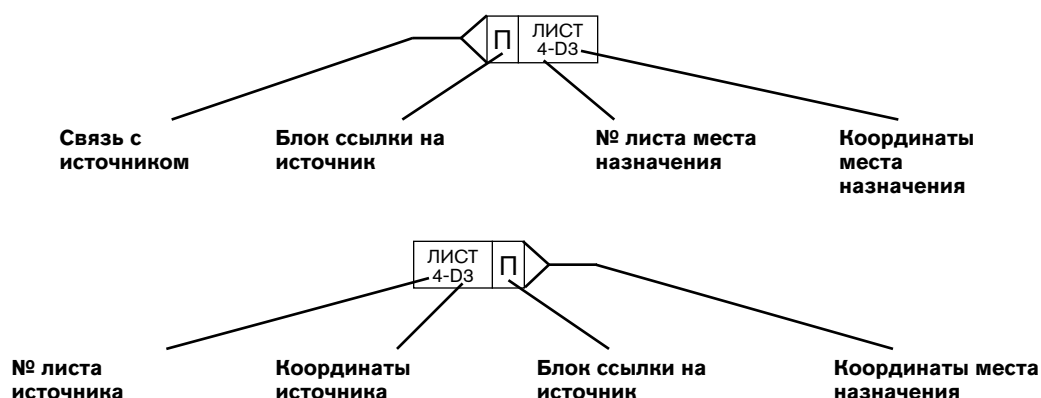 П
ЛИСТ
4-D3
Связь с
источником
Блок ссылки на
источник
№ листа места
назначения
Координаты
места
назначения
ЛИСТ
4-D3
П
№ листа
источника
Координаты
источника
Блок ссылки на
источник
Координаты места
назначения